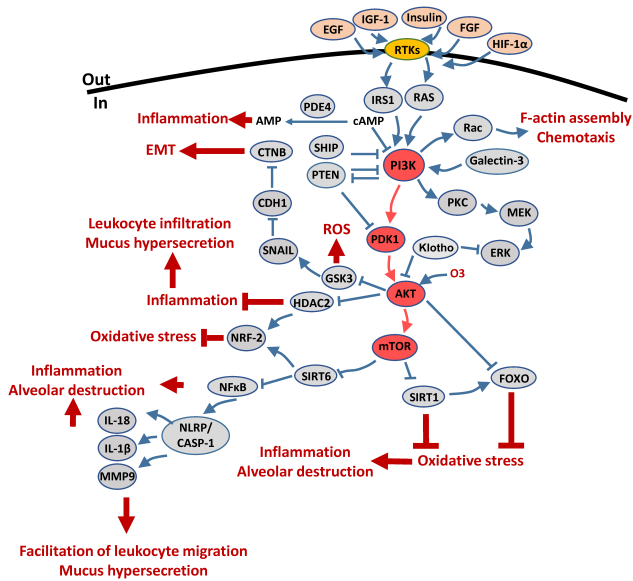 IGF-1
Insulin
EGF
FGF
RTKs
HIF-1α
Out
In
IRS1
RAS
PDE4
Inflammation
AMP
cAMP
Rac
F-actin assembly
Chemotaxis
EMT
CTNB
SHIP
PTEN
PI3K
Galectin-3
CDH1
PKC
MEK
Leukocyte infiltration
Mucus hypersecretion
ROS
PDK1
Klotho
ERK
SNAIL
GSK3
O3
Inflammation
HDAC2
AKT
Oxidative stress
NRF-2
mTOR
Inflammation
Alveolar destruction
NFκB
SIRT6
SIRT1
FOXO
IL-18
NLRP/
CASP-1
IL-1β
MMP9
Inflammation
Alveolar destruction
Oxidative stress
Facilitation of leukocyte migration
Mucus hypersecretion